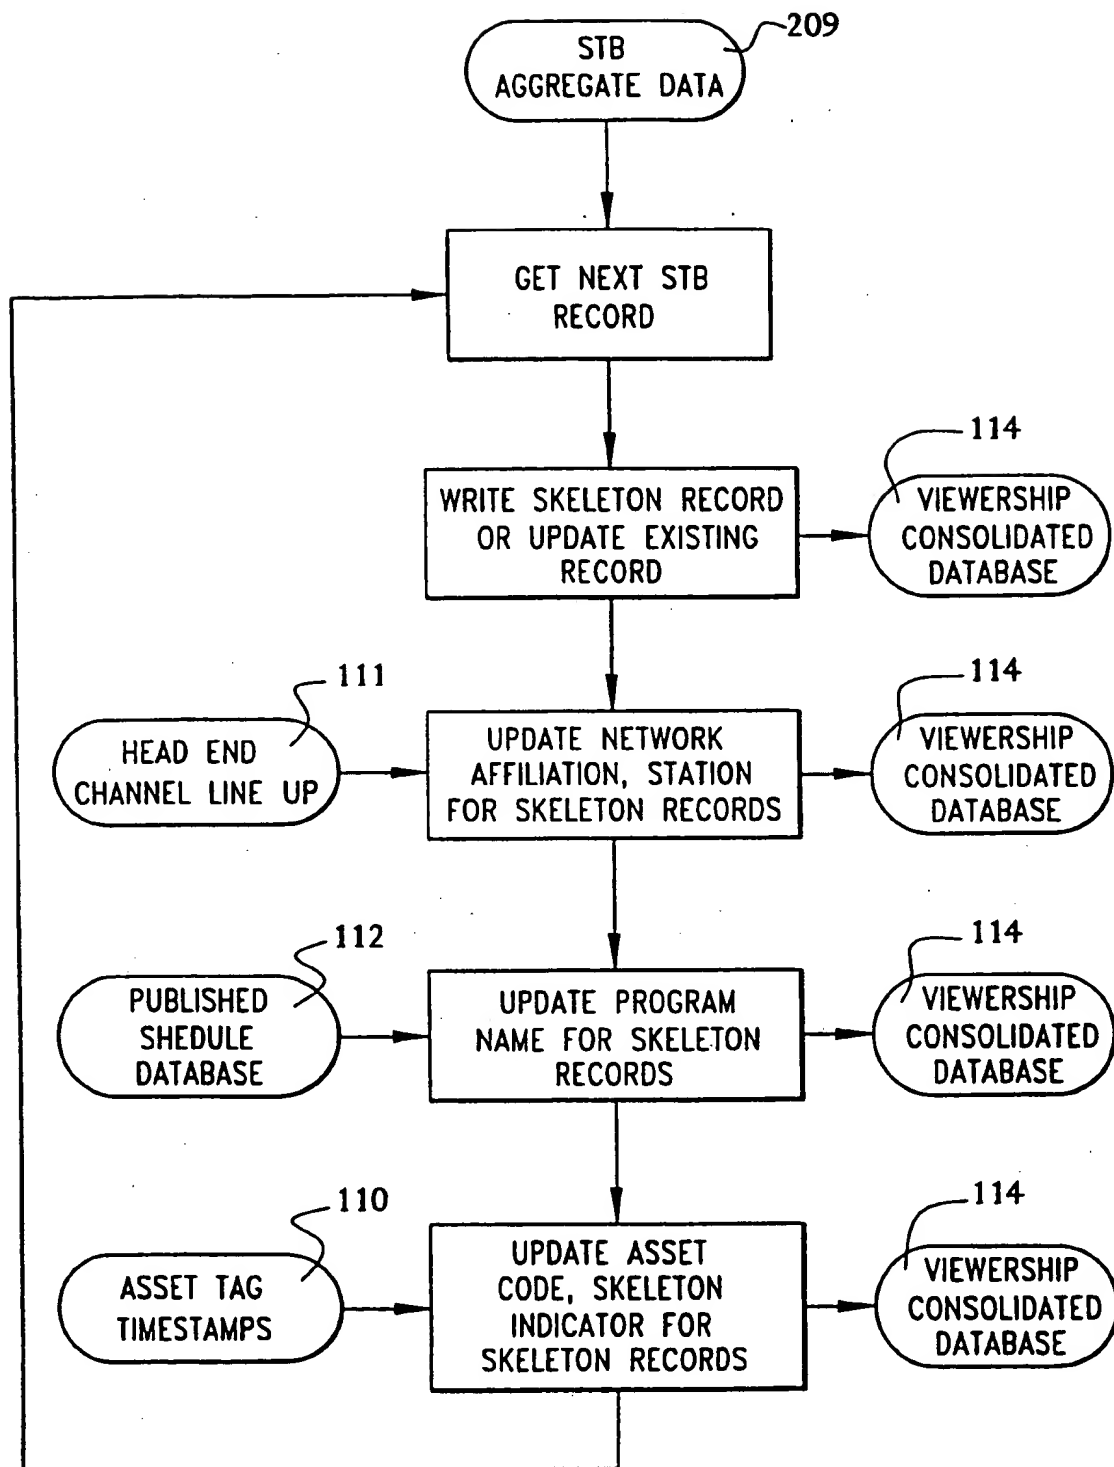 209
STB
AGGREGATE DATA
GET NEXT STB
RECORD
114
WRITE SKELETON RECORD
OR UPDATE EXISTING
RECORD
VIEWERSHIP
CONSOLIDATED
DATABASE
111
114
HEAD END
CHANNEL LINE UP
UPDATE NETWORK
AFFILIATION, STATION
FOR SKELETON RECORDS
VIEWERSHIP
CONSOLIDATED
DATABASE
112
114
PUBLISHED
SHEDULE
DATABASE
UPDATE PROGRAM
NAME FOR SKELETON
RECORDS
VIEWERSHIP
CONSOLIDATED
DATABASE
110
114
ASSET TAG
TIMESTAMPS
UPDATE ASSET
CODE, SKELETON
INDICATOR FOR
SKELETON RECORDS
VIEWERSHIP
CONSOLIDATED
DATABASE